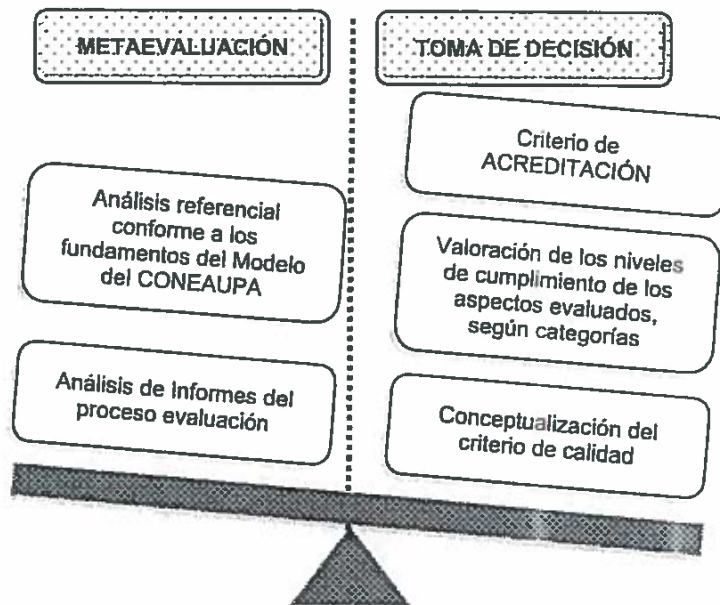 METAEVALUACIÓN
Análisis referencial
conforme a los
fundamentos del Modelo
del CONEAUPA
Análisis de Informes del
proceso evaluación
TOMA DE DECISIÓN
Criterio de
ACREDITACIÓN
Valoración de los niveles
de cumplimiento de los
aspectos evaluados,
según categorías
Conceptualización del
criterio de calidad